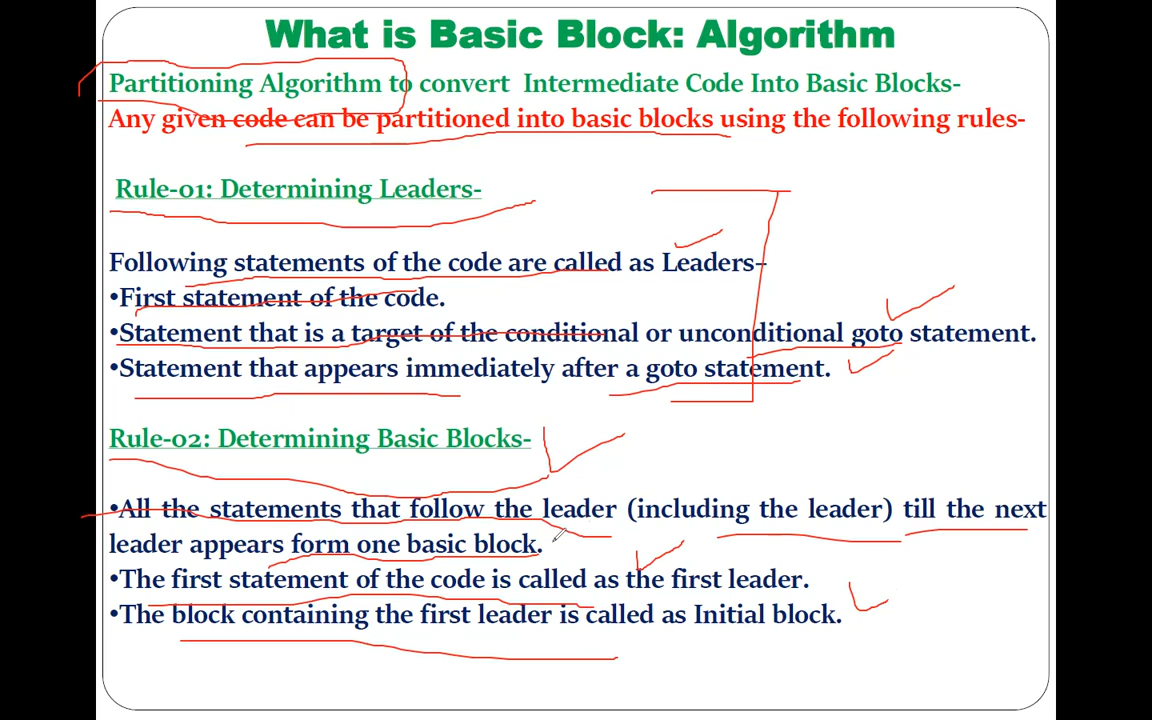 What is Basic Block: Algorithm
Partitioning Algorithm to convert Intermediate Code Into Basic Blocks-
Any given code can be partitioned into basic blocks using the following rules-
Rule-01: Determining Leaders-
Following statements of the code are called as Leaders–
•First statement of the code.
•Statement that is a target of the conditional or unconditional goto statement.
•Statement that appears immediately after a goto statement.
Rule-02: Determining Basic Blocks-
•All the statements that follow the leader (including the leader) till the next
leader appears form one basic block.
•The first statement of the code is called as the first leader.
•The block containing the first leader is called as Initial block.